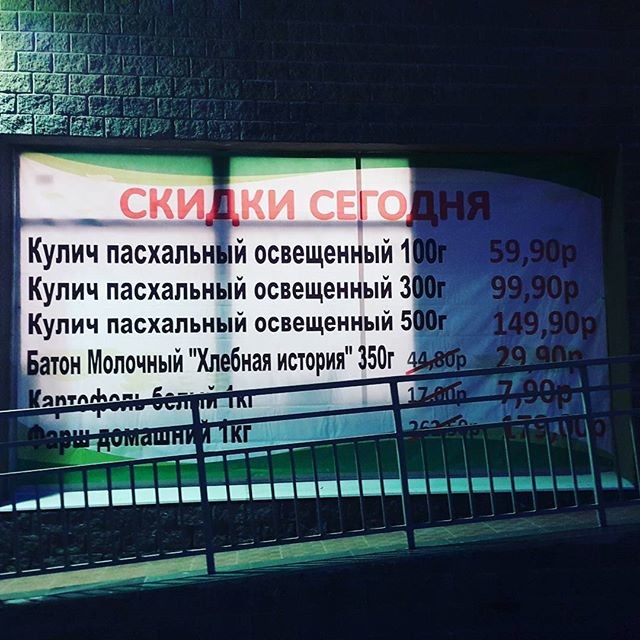 СКИДКИ СЕГОДНЯ
Кулич пасхальный освещенный 100г 59,90р
Кулич пасхальный освещенный 300г 99,90р
Кулич пасхальный освещенный 500г 149,90р
Батон Молочный "Хлебная история" 350г 44,80р 29,90р
Картофель белый 1кг 17,00р 7,90р
Фарш домашний 1кг 179,00р